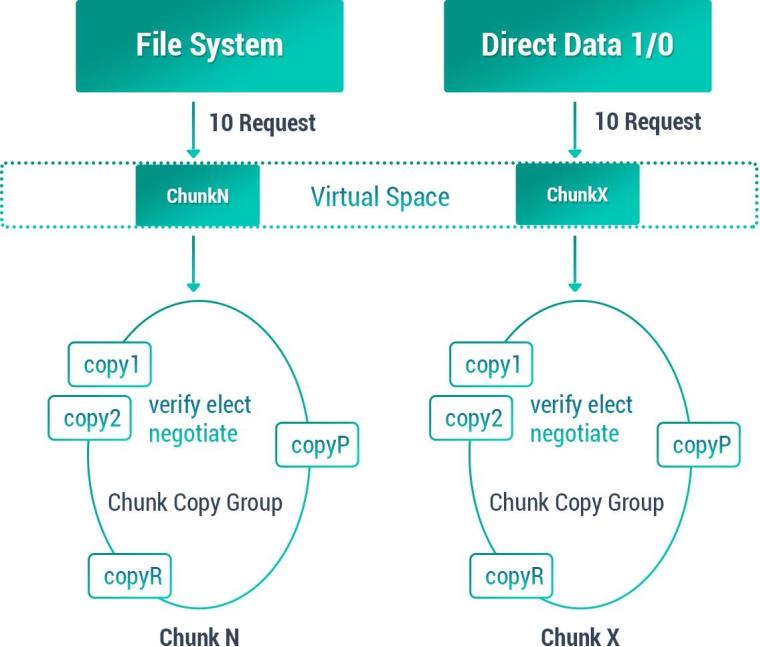 File System
Direct Data 1/0
10 Request
10 Request
ChunkN
Virtual Space
ChunkX
copy1
copy2
verify elect
negotiate
copyP
Chunk Copy Group
copyR
Chunk N
copy1
copy2
verify elect
negotiate
copyP
Chunk Copy Group
copyR
Chunk X